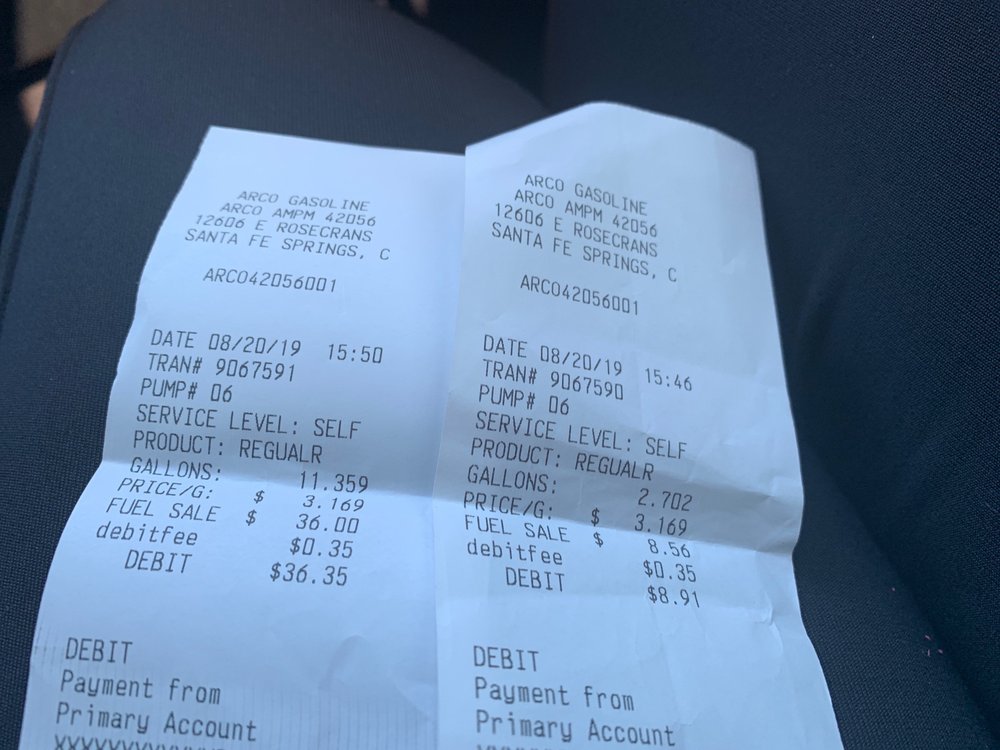 ARCO GASOLINE
ARCO AMPM 42056
12606 E ROSECRANS
SANTA FE SPRINGS, C
ARCO42056001
DATE 08/20/19 15:50
TRAN# 9067591
PUMP# 06
SERVICE LEVEL: SELF
PRODUCT: REGUALR
GALLONS: 11.359
PRICE/G: $ 3.169
FUEL SALE $ 36.00
debitfee $0.35
DEBIT $36.35
DEBIT
Payment from
Primary Account
ARCO GASOLINE
ARCO AMPM 42056
12606 E ROSECRANS
SANTA FE SPRINGS, C
ARCO42056001
DATE 08/20/19 15:46
TRAN# 9067590
PUMP# 06
SERVICE LEVEL: SELF
PRODUCT: REGUALR
GALLONS: 2.702
PRICE/G: $ 3.169
FUEL SALE $ 8.56
debitfee $0.35
DEBIT $8.91
DEBIT
Payment from
Primary Account